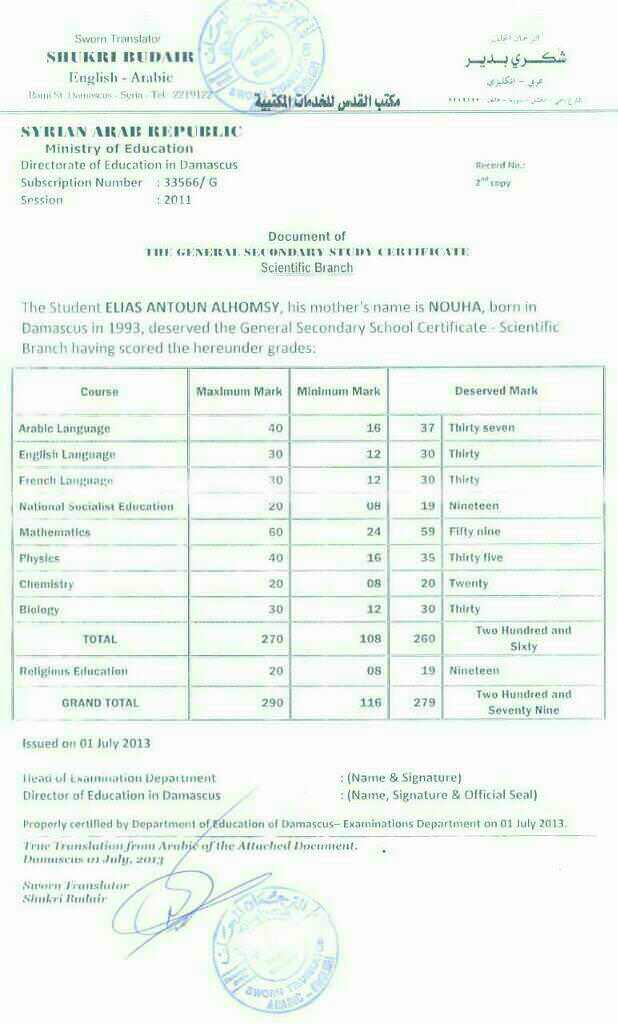 Sworn Translator
SHUKRI BUDAIR
English - Arabic
Damascus - Syria - Tel: 2219122
شكري بدير
عربي - إنكليزي
مكتب القدس للخدمات المكتبية
SYRIAN ARAB REPUBLIC
Ministry of Education
Directorate of Education in Damascus
Subscription Number : 33566/ G
Session : 2011
Record No.:
2nd copy
Document of
THE GENERAL SECONDARY STUDY CERTIFICATE
Scientific Branch
The Student ELIAS ANTOUN ALHOMSY, his mother's name is NOUHA, born in
Damascus in 1993, deserved the General Secondary School Certificate - Scientific
Branch having scored the hereunder grades:
Course Maximum Mark Minimum Mark Deserved Mark
Arabic Language 40 16 37 Thirty seven
English Language 30 12 30 Thirty
French Language 30 12 30 Thirty
National Socialist Education 20 08 19 Nineteen
Mathematics 60 24 59 Fifty nine
Physics 40 16 35 Thirty five
Chemistry 20 08 20 Twenty
Biology 30 12 30 Thirty
TOTAL 270 108 260 Two Hundred and
Sixty
Religious Education 20 08 19 Nineteen
GRAND TOTAL 290 116 279 Two Hundred and
Seventy Nine
Issued on 01 July 2013
Head of Examination Department : (Name & Signature)
Director of Education in Damascus : (Name, Signature & Official Seal)
Properly certified by Department of Education of Damascus– Examinations Department on 01 July 2013.
True Translation from Arabic of the Attached Document.
Damascus 01 July, 2013
Sworn Translator
Shukri Budair
SWORN TRANSLATOR
ARABIC - ENGLISH